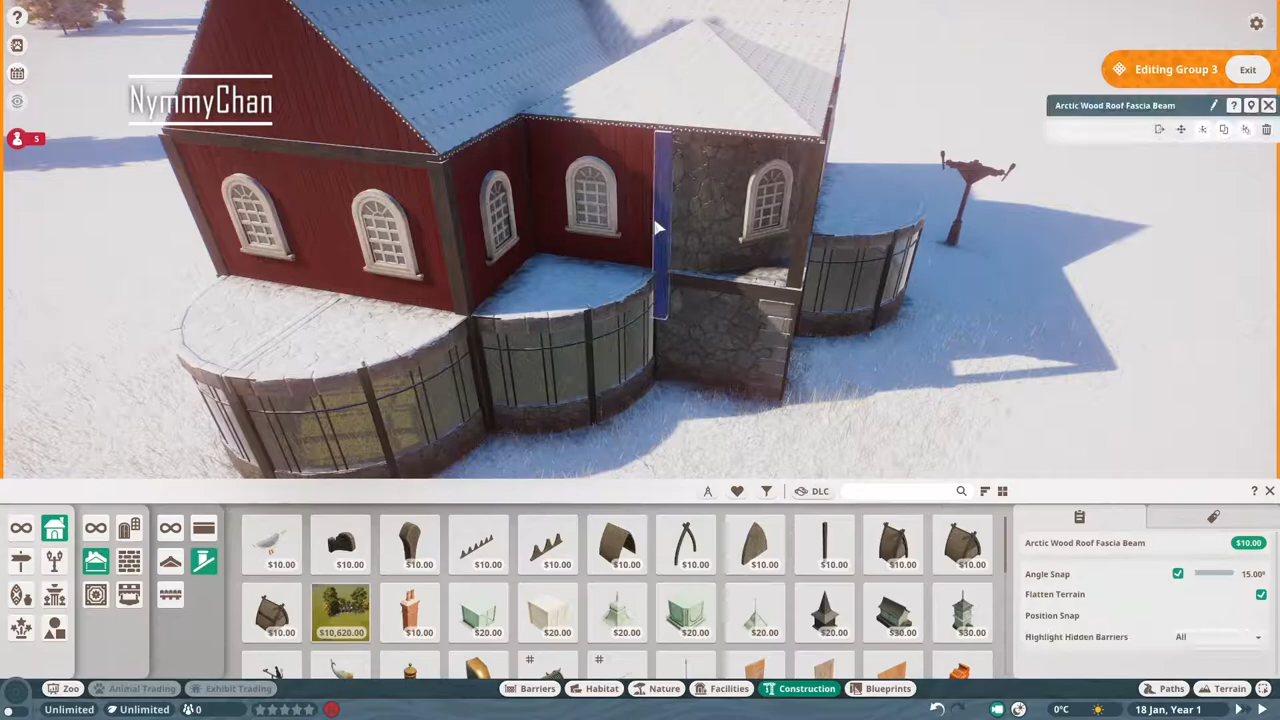 ?
Editing Group 3
Exit
NymmyChan
Arctic Wood Roof Fascia Beam
?
5
DLC
?
$10.00 $10.00 $10.00 $10.00 $10.00 $10.00 $10.00 $10.00 $10.00 $10.00 $10.00
Arctic Wood Roof Fascia Beam
$10.00
Angle Snap
15.00°
Flatten Terrain
$10.00 $10,620.00 $10.00 $20.00 $20.00 $20.00 $20.00 $20.00 $20.00 $30.00 $30.00
Position Snap
Highlight Hidden Barriers
All
Zoo
Animal Trading
Exhibit Trading
Barriers
Habitat
Nature
Facilities
Construction
Blueprints
Paths
Terrain
Unlimited
Unlimited
0
0°C
18 Jan, Year 1